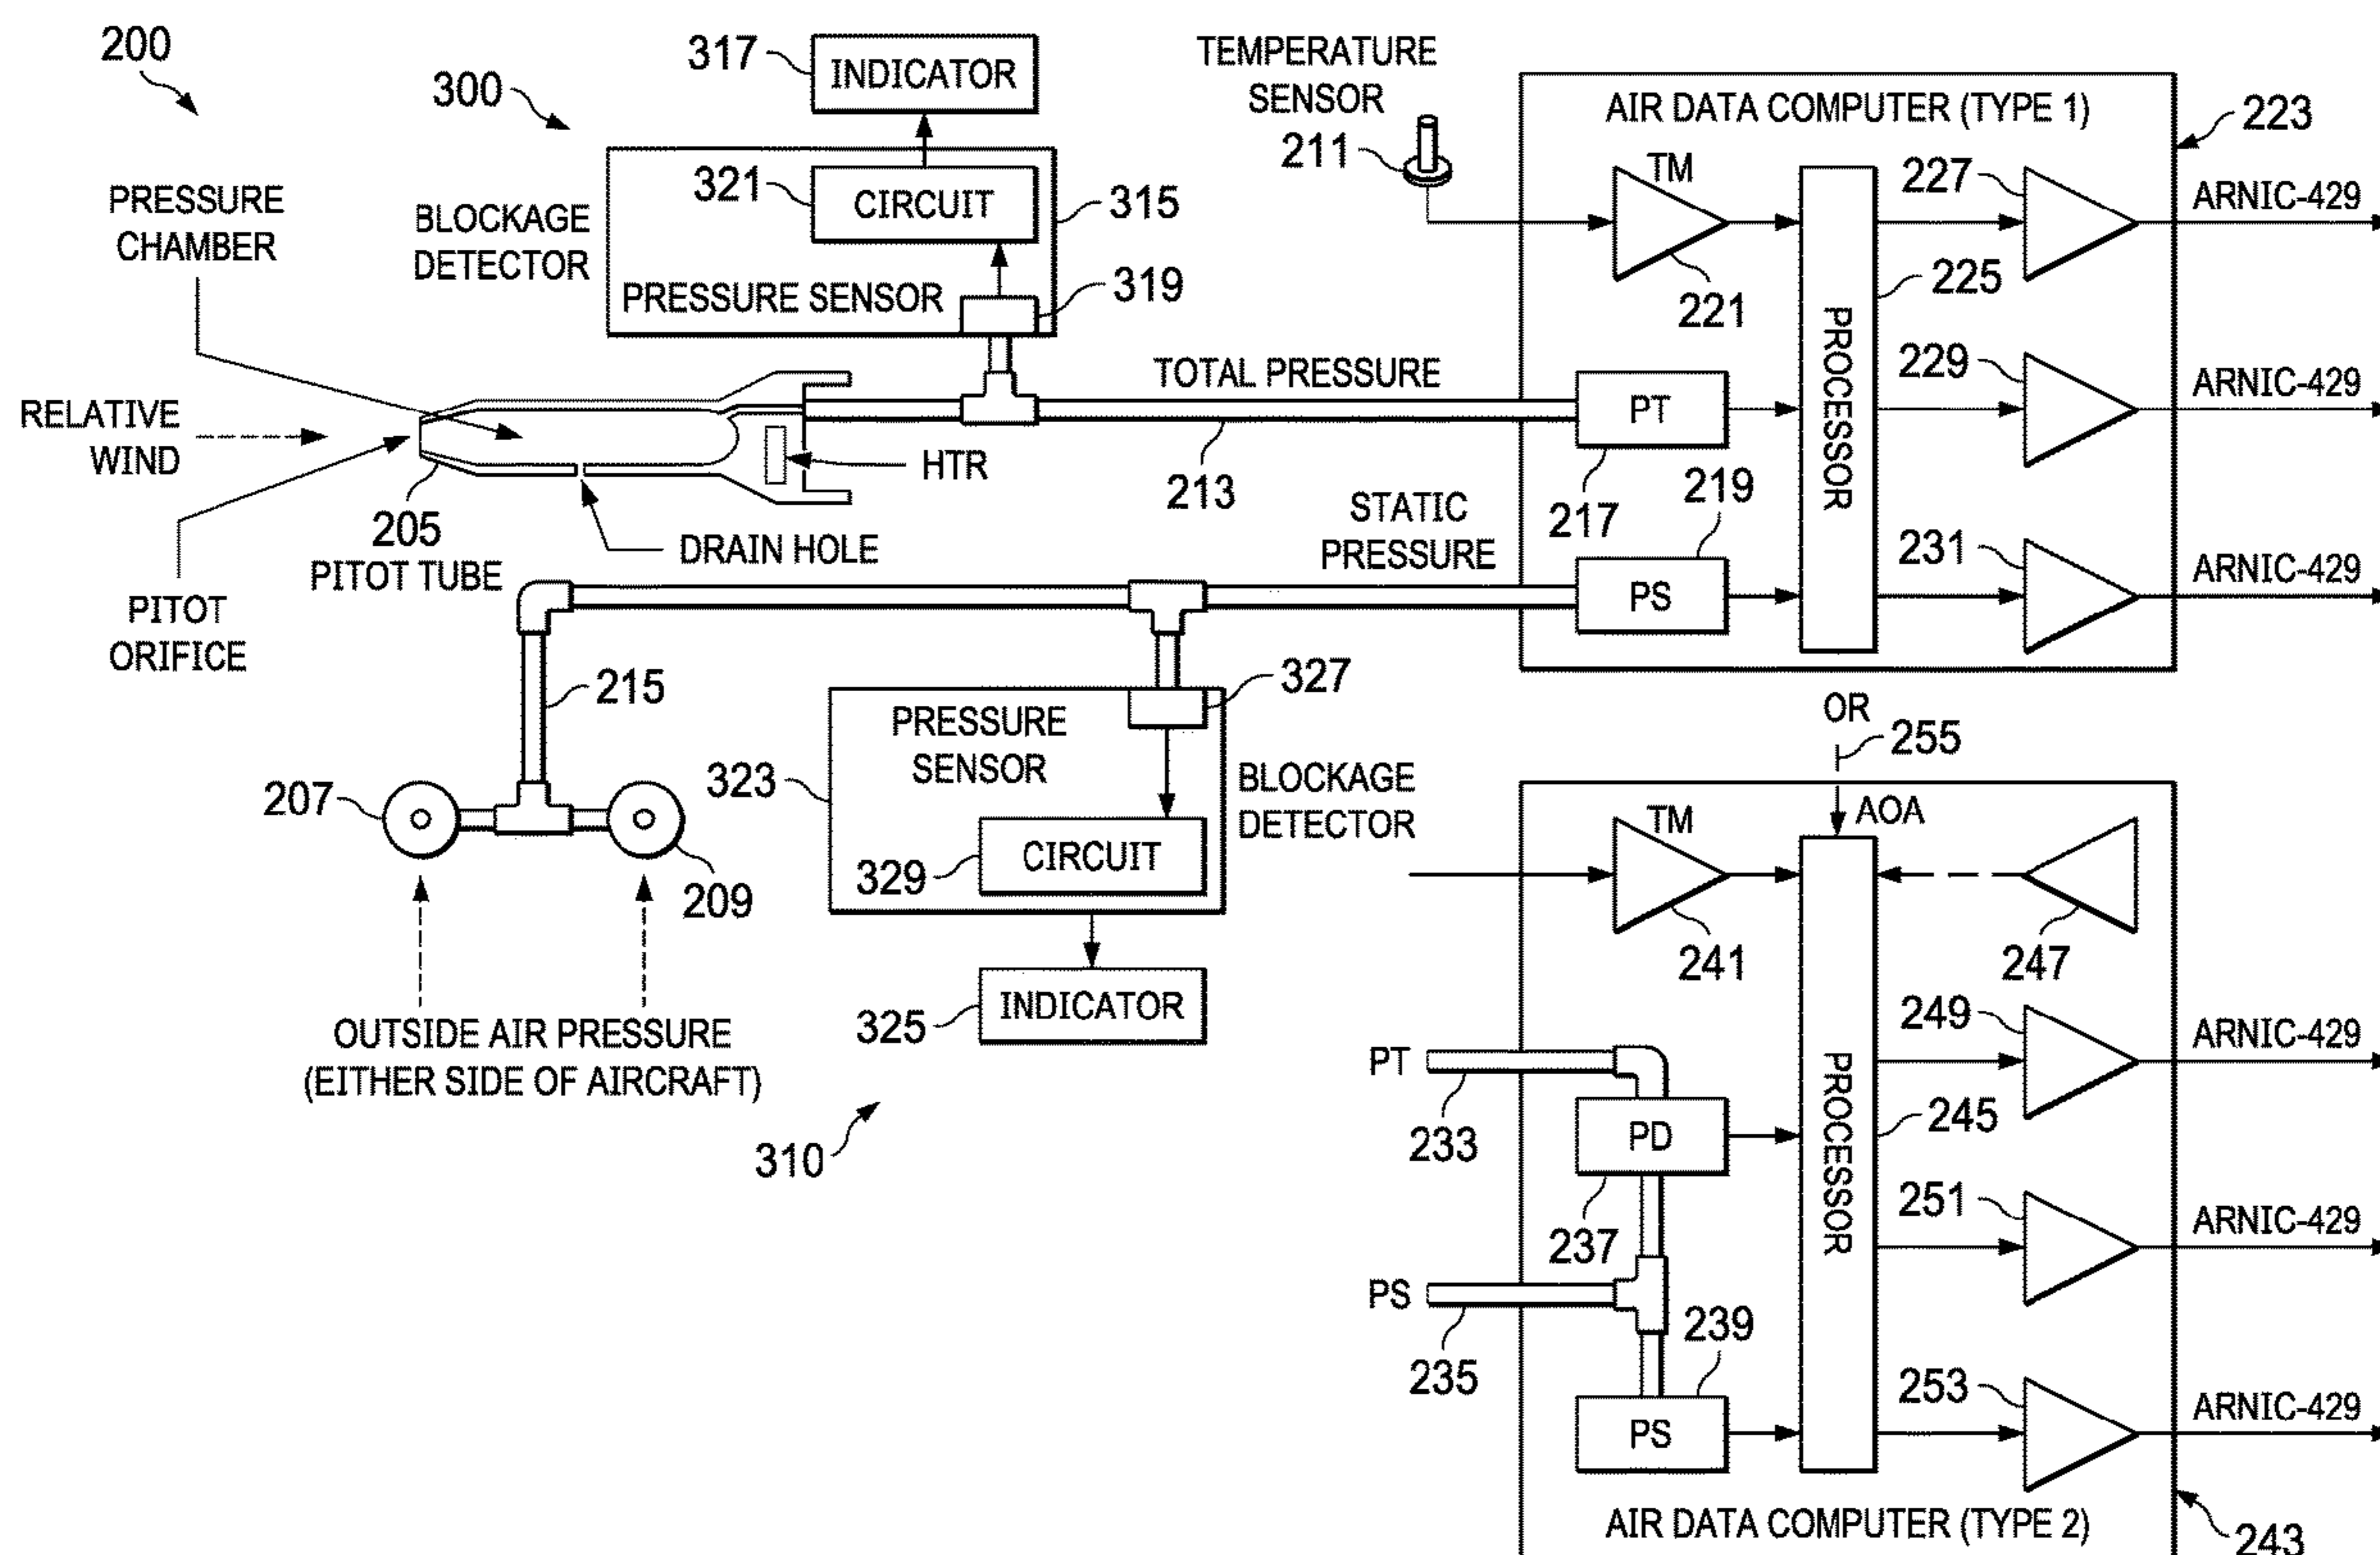 200
300
317
INDICATOR
321
CIRCUIT
315
BLOCKAGE
DETECTOR
PRESSURE SENSOR
319
PRESSURE
CHAMBER
RELATIVE
WIND
PITOT
ORIFICE
205
PITOT TUBE
DRAIN HOLE
HTR
TOTAL PRESSURE
213
STATIC
PRESSURE
TEMPERATURE
SENSOR
211
AIR DATA COMPUTER (TYPE 1)
223
TM
221
PROCESSOR
225
227
ARNIC-429
PT
217
229
ARNIC-429
219
PS
231
ARNIC-429
215
207
209
OUTSIDE AIR PRESSURE
(EITHER SIDE OF AIRCRAFT)
PRESSURE
SENSOR
327
323
BLOCKAGE
DETECTOR
329
CIRCUIT
325
INDICATOR
310
OR
255
AOA
TM
241
247
PROCESSOR
245
PT
233
PD
237
PS
235
239
PS
249
ARNIC-429
251
ARNIC-429
253
ARNIC-429
AIR DATA COMPUTER (TYPE 2)
243